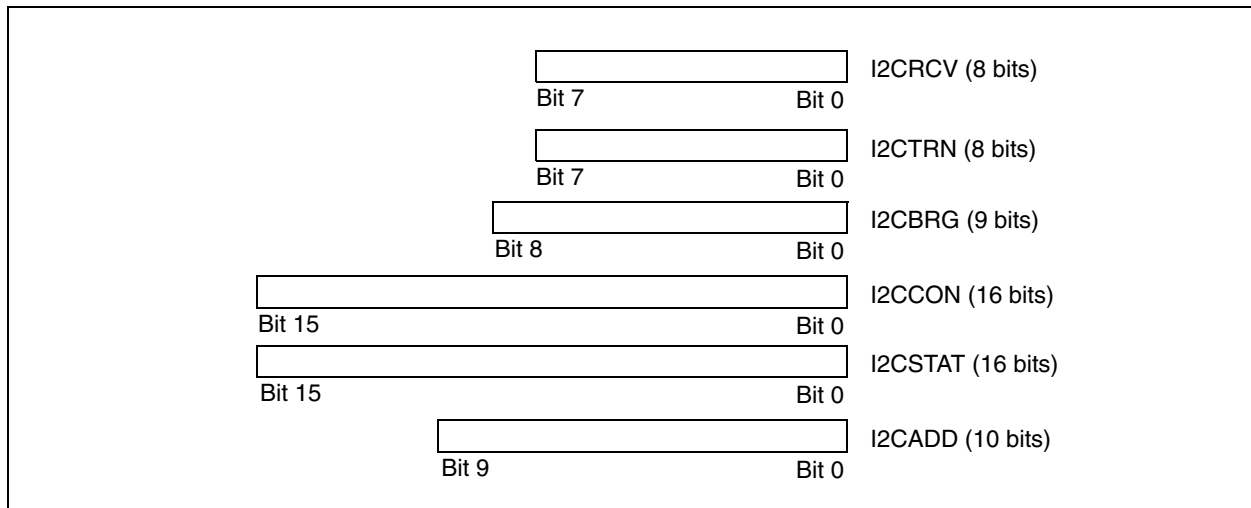 I2CRCV (8 bits)
Bit 7 Bit 0
I2CTRN (8 bits)
Bit 7 Bit 0
I2CBRG (9 bits)
Bit 8 Bit 0
I2CCON (16 bits)
Bit 15 Bit 0
I2CSTAT (16 bits)
Bit 15 Bit 0
I2CADD (10 bits)
Bit 9 Bit 0